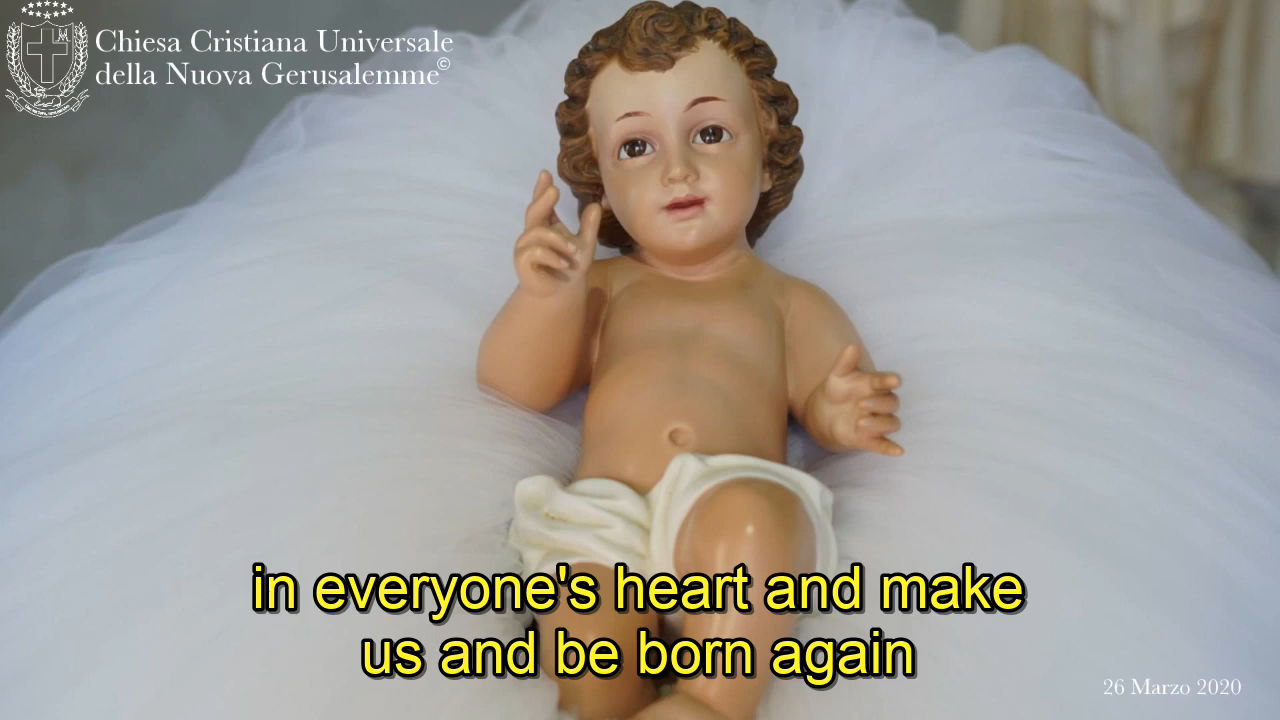 Chiesa Cristiana Universale
della Nuova Gerusalemme©
in everyone's heart and make
us and be born again
26 Marzo 2020